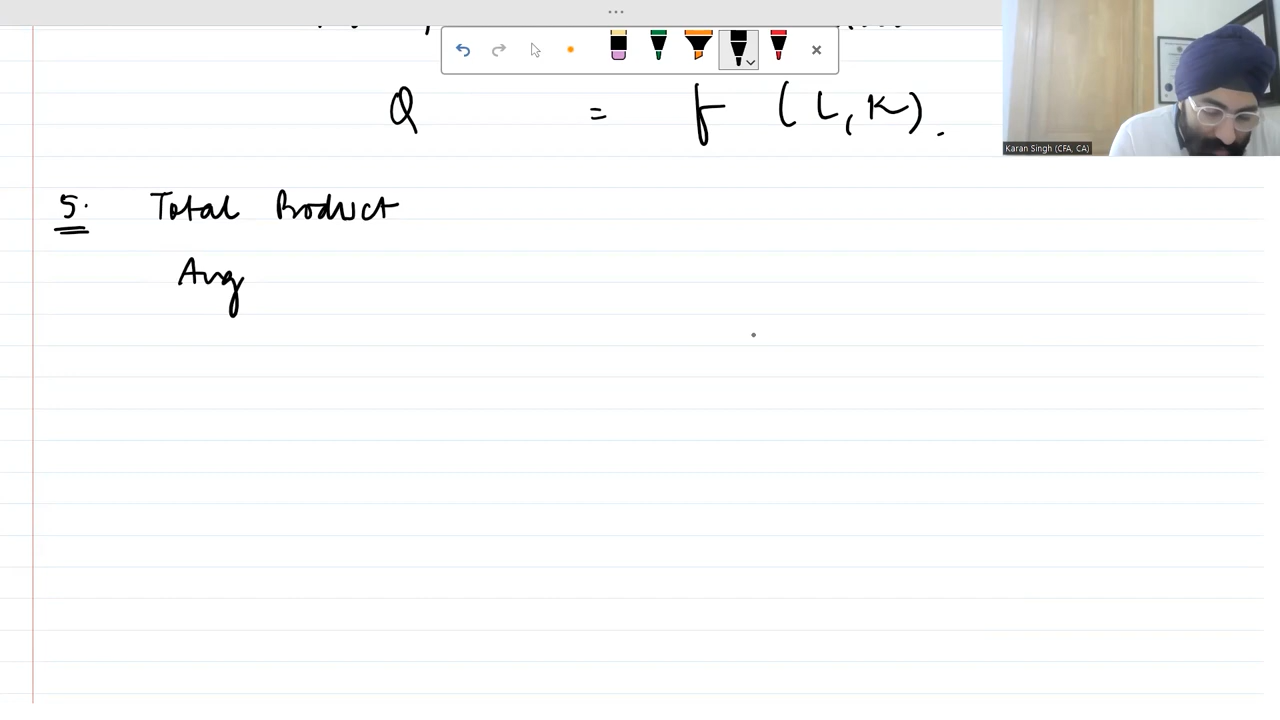 Q = f (L, K).
Karan Singh (CFA, CA)
5. Total Product
Avg